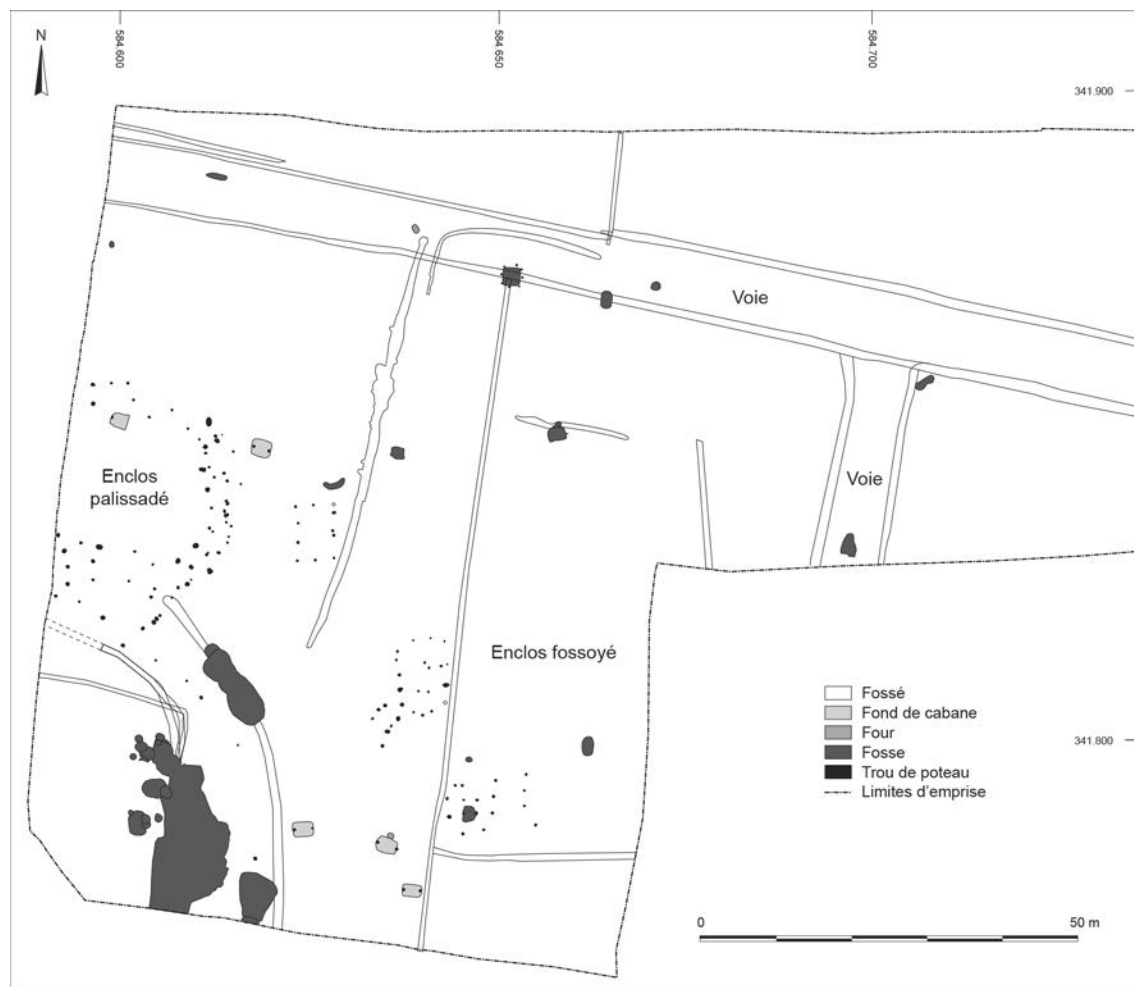 584.600
584.650
584.700
N
341.900
Voie
Enclos
palissadé
Voie
Enclos fossoyé
Fossé
Fond de cabane
Four
Fosse
Trou de poteau
Limites d'emprise
341.800
0
50 m